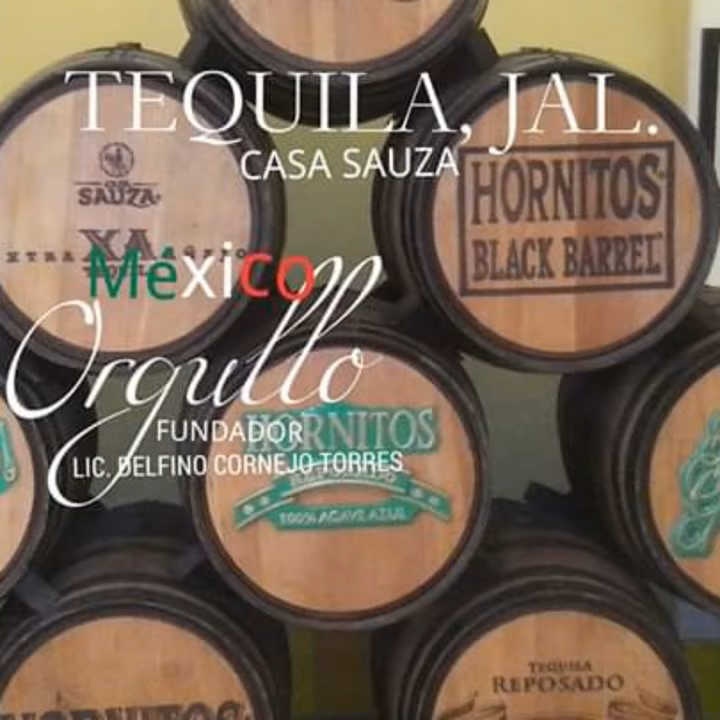 TEQUILA, JAL.
CASA SAUZA
SAUZA
XA
HORNITOS
BLACK BARREL
México
Orgullo
FUNDADOR
LIC. DELFINO CORNEJO TORRES
HORNITOS
REPOSADO
100% AGAVE AZUL
TEQUILA
REPOSADO
HORNITOS